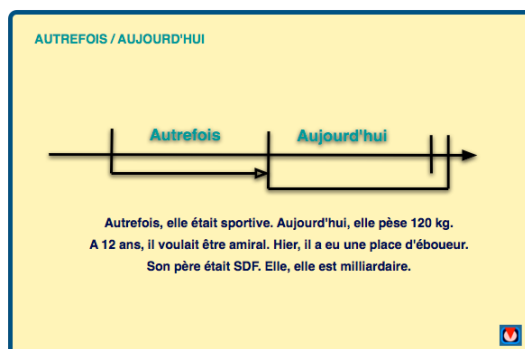 AUTREFOIS / AUJOURD'HUI
Autrefois
Aujourd'hui
Autrefois, elle était sportive. Aujourd'hui, elle pèse 120 kg.
A 12 ans, il voulait être amiral. Hier, il a eu une place d'éboueur.
Son père était SDF. Elle, elle est milliardaire.